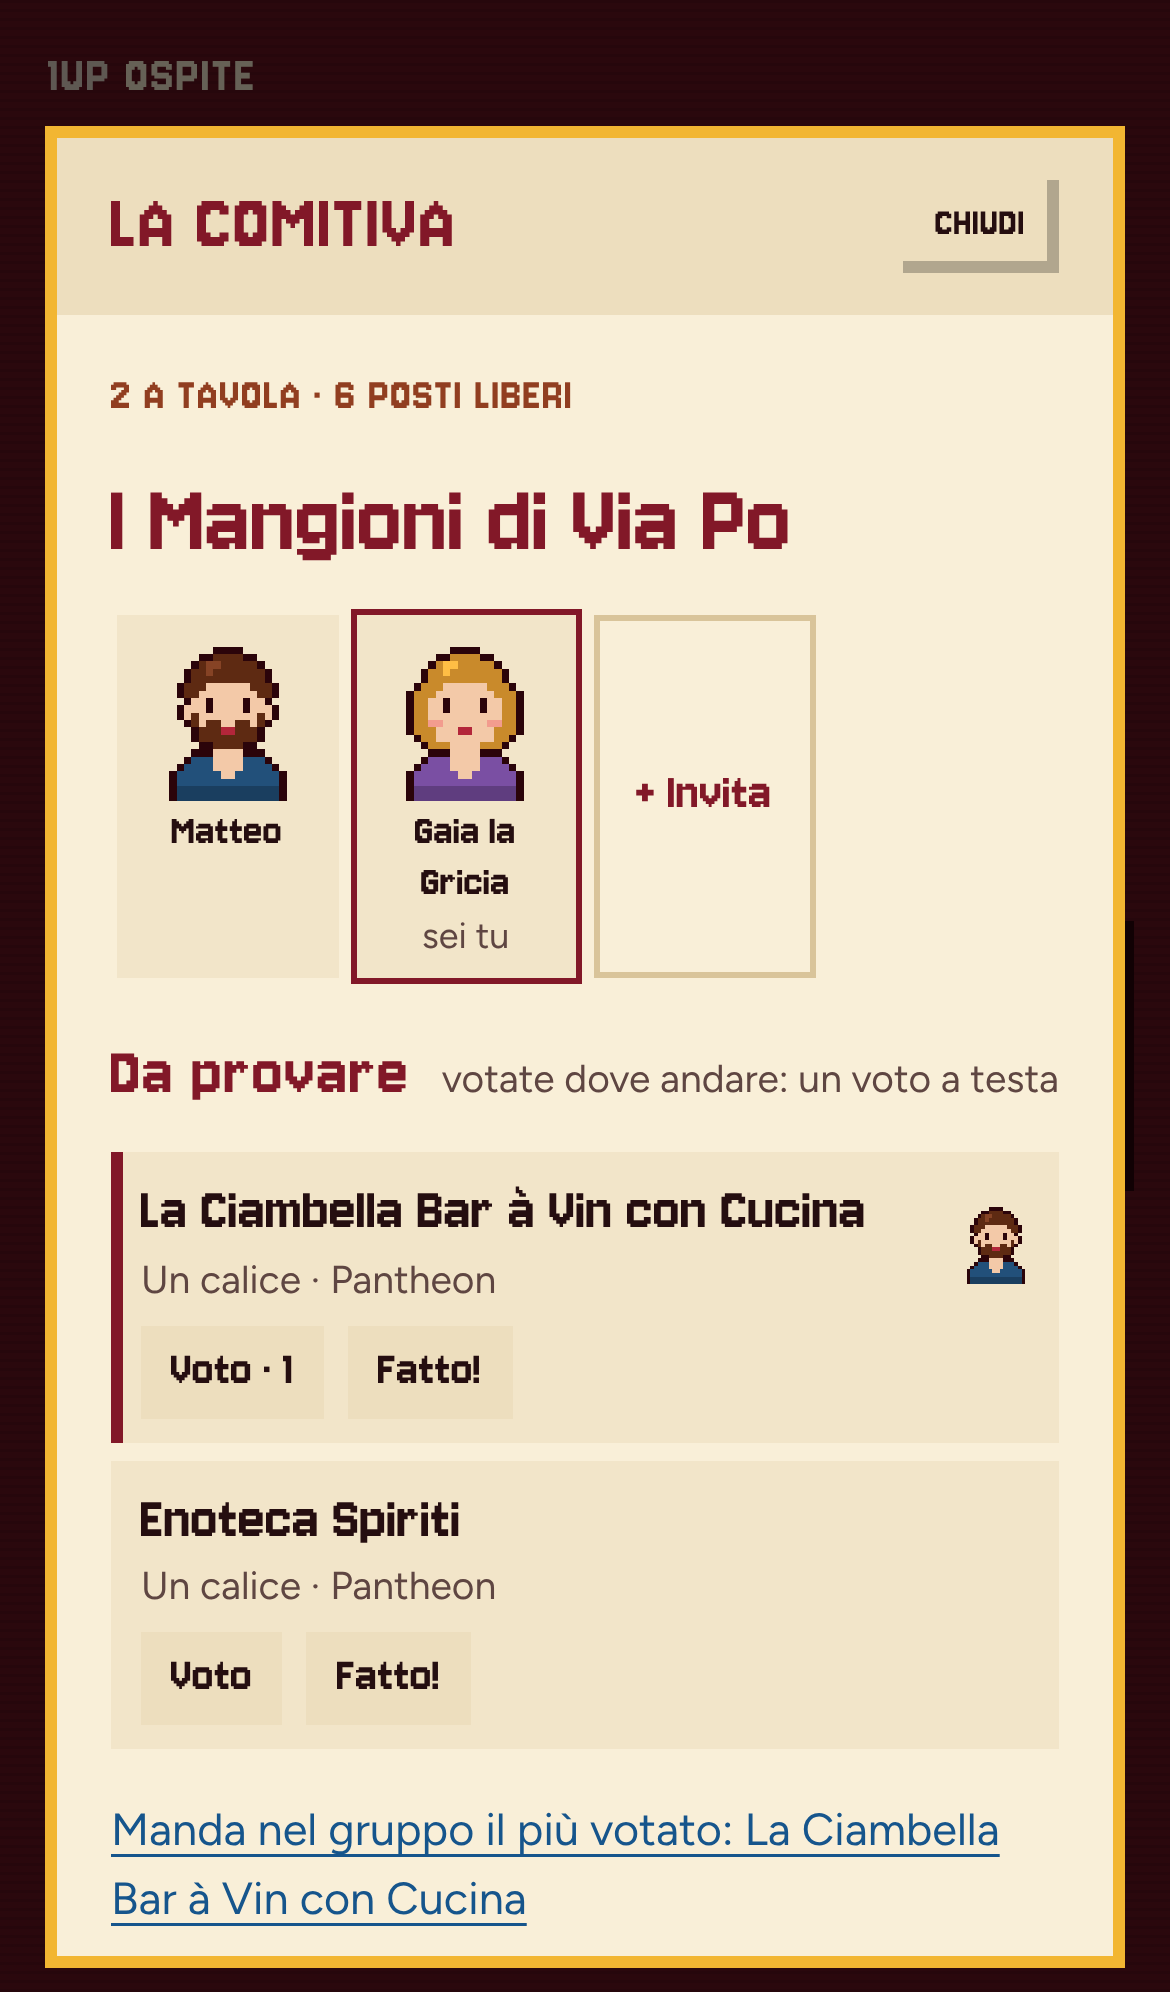 1UP OSPITE
LA COMITIVA
CHIUDI
2 A TAVOLA · 6 POSTI LIBERI
I Mangioni di Via Po
Matteo
Gaia la
Gricia
sei tu
+ Invita
Da provare votate dove andare: un voto a testa
La Ciambella Bar à Vin con Cucina
Un calice · Pantheon
Voto · 1
Fatto!
Enoteca Spiriti
Un calice · Pantheon
Voto
Fatto!
Manda nel gruppo il più votato: La Ciambella
Bar à Vin con Cucina